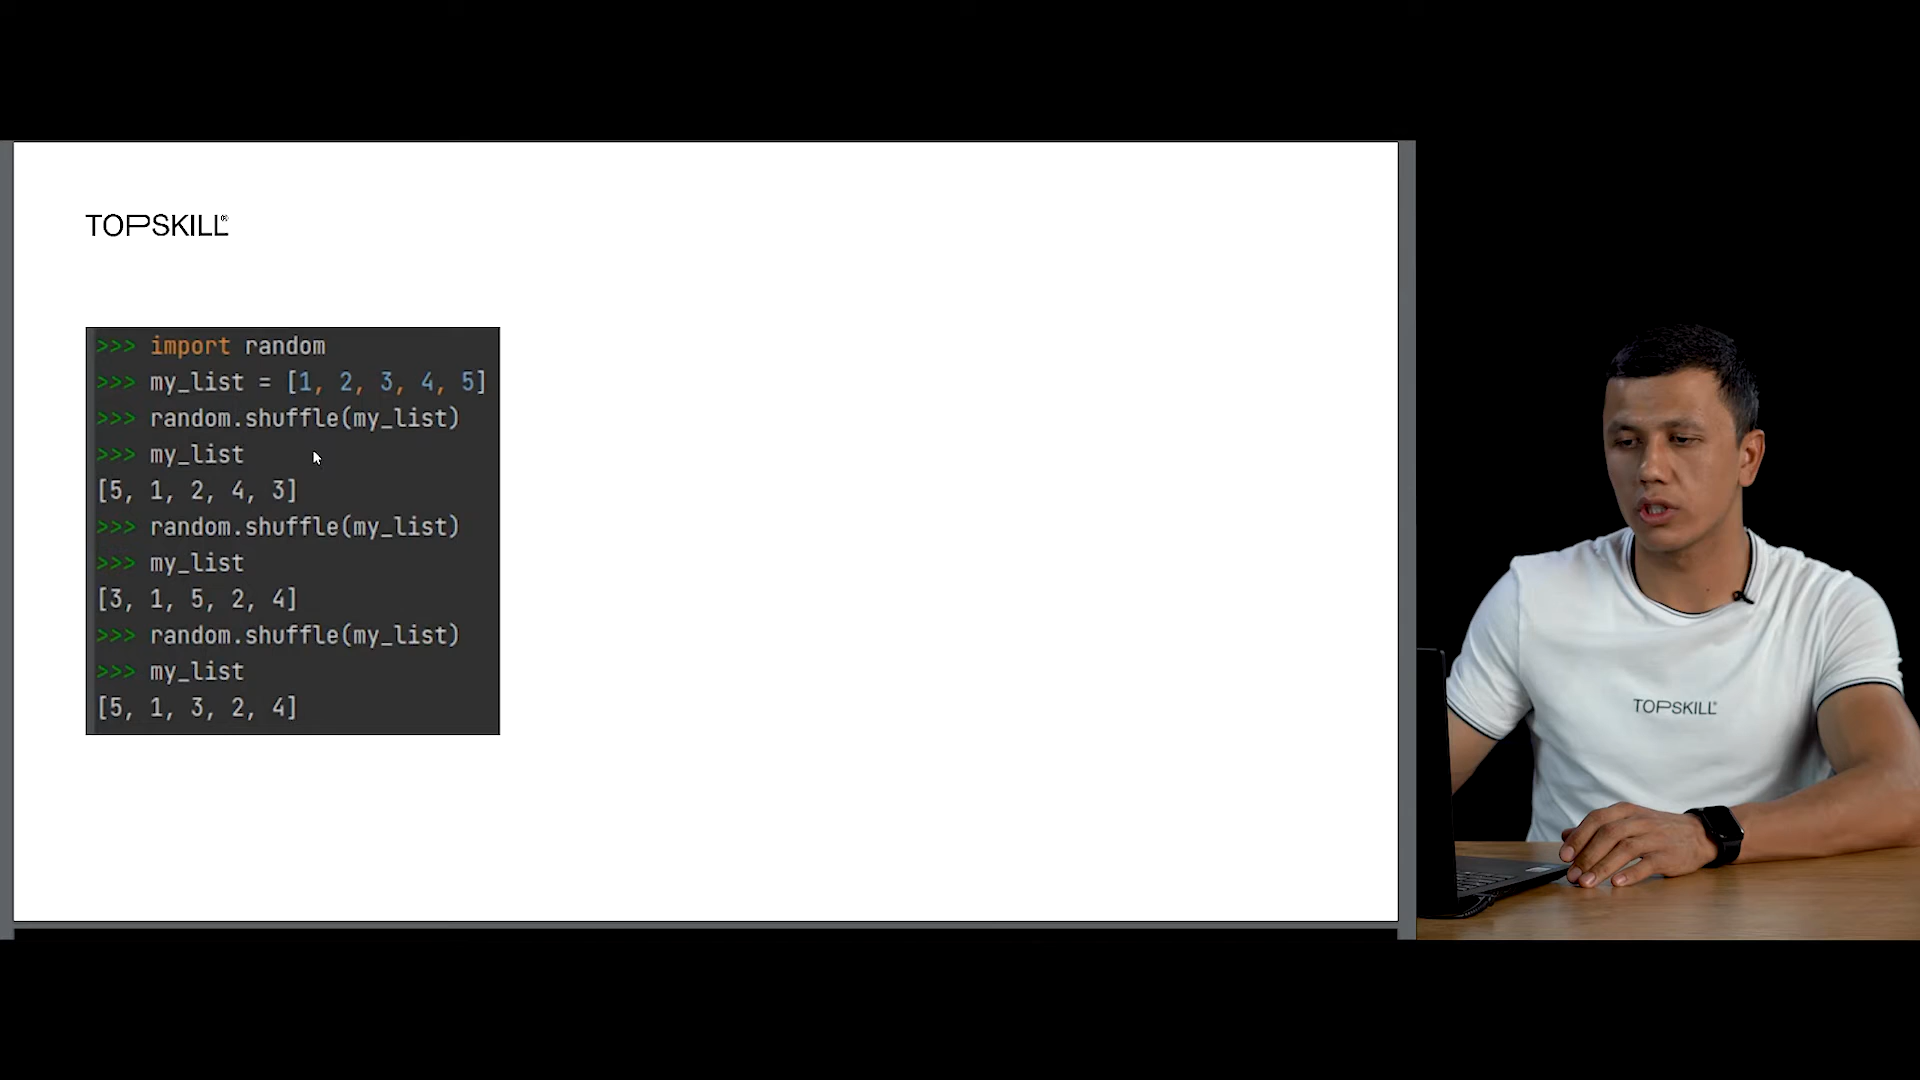 TOPSKILL®
>>> import random
>>> my_list = [1, 2, 3, 4, 5]
>>> random.shuffle(my_list)
>>> my_list
[5, 1, 2, 4, 3]
>>> random.shuffle(my_list)
>>> my_list
[3, 1, 5, 2, 4]
>>> random.shuffle(my_list)
>>> my_list
[5, 1, 3, 2, 4]
TOPSKILL®